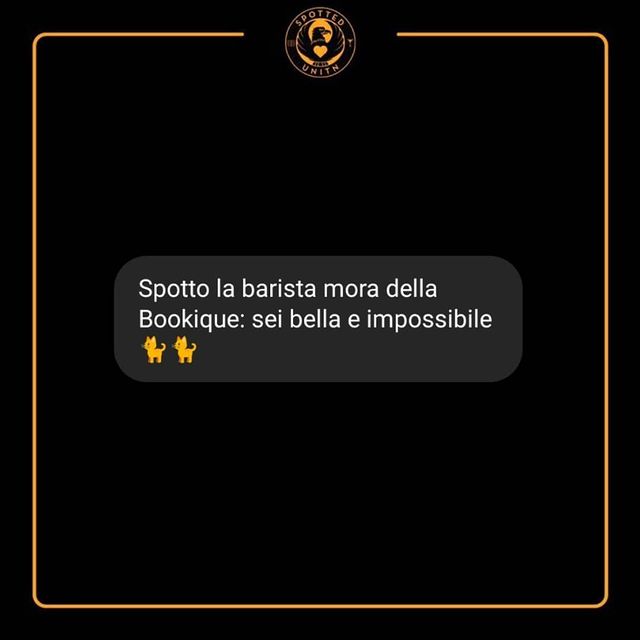 SPOTTED
UNITN
Spotto la barista mora della
Bookique: sei bella e impossibile
🐈🐈